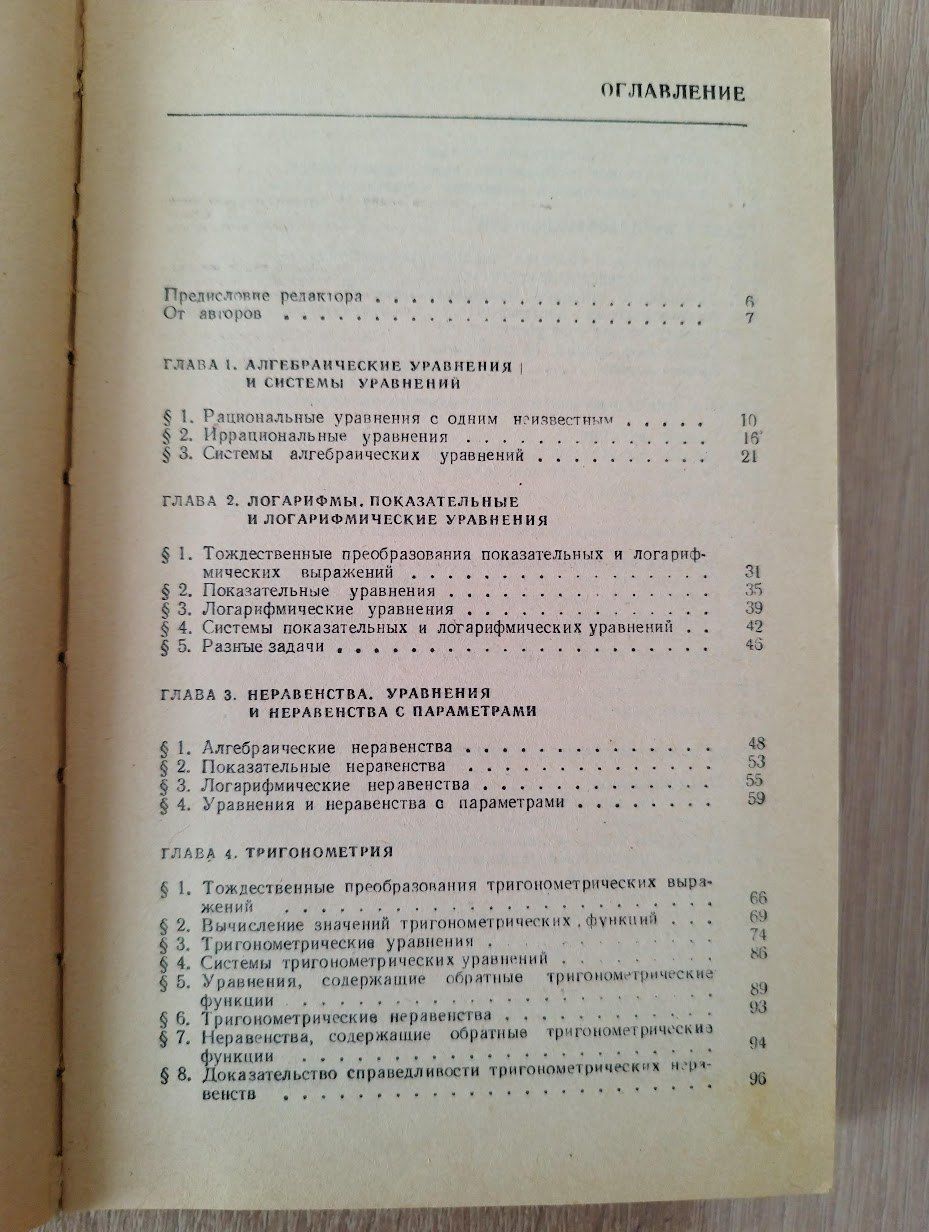 ОГЛАВЛЕНИЕ
Предисловие редактора . . . . . . . . . . . . . . . . . . 6
От авторов . . . . . . . . . . . . . . . . . . . . . . . 7
ГЛАВА 1. АЛГЕБРАИЧЕСКИЕ УРАВНЕНИЯ
И СИСТЕМЫ УРАВНЕНИЙ
§ 1. Рациональные уравнения с одним неизвестным . . . . . 10
§ 2. Иррациональные уравнения . . . . . . . . . . . . . . 16
§ 3. Системы алгебраических уравнений . . . . . . . . . . 21
ГЛАВА 2. ЛОГАРИФМЫ. ПОКАЗАТЕЛЬНЫЕ
И ЛОГАРИФМИЧЕСКИЕ УРАВНЕНИЯ
§ 1. Тождественные преобразования показательных и логариф-
мических выражений . . . . . . . . . . . . . . . . . 31
§ 2. Показательные уравнения . . . . . . . . . . . . . . . 35
§ 3. Логарифмические уравнения . . . . . . . . . . . . . . 39
§ 4. Системы показательных и логарифмических уравнений . . 42
§ 5. Разные задачи . . . . . . . . . . . . . . . . . . . . . 46
ГЛАВА 3. НЕРАВЕНСТВА. УРАВНЕНИЯ
И НЕРАВЕНСТВА С ПАРАМЕТРАМИ
§ 1. Алгебраические неравенства . . . . . . . . . . . . . . 48
§ 2. Показательные неравенства . . . . . . . . . . . . . . 53
§ 3. Логарифмические неравенства . . . . . . . . . . . . . 55
§ 4. Уравнения и неравенства с параметрами . . . . . . . . 59
ГЛАВА 4. ТРИГОНОМЕТРИЯ
§ 1. Тождественные преобразования тригонометрических выра-
жений . . . . . . . . . . . . . . . . . . . . . . . . 66
§ 2. Вычисление значений тригонометрических функций . . . 69
§ 3. Тригонометрические уравнения . . . . . . . . . . . . . 74
§ 4. Системы тригонометрических уравнений . . . . . . . . . 86
§ 5. Уравнения, содержащие обратные тригонометрические
функции . . . . . . . . . . . . . . . . . . . . . . . 89
§ 6. Тригонометрические неравенства . . . . . . . . . . . . 93
§ 7. Неравенства, содержащие обратные тригонометрические
функции . . . . . . . . . . . . . . . . . . . . . . . 94
§ 8. Доказательство справедливости тригонометрических нера-
венств . . . . . . . . . . . . . . . . . . . . . . . . 96